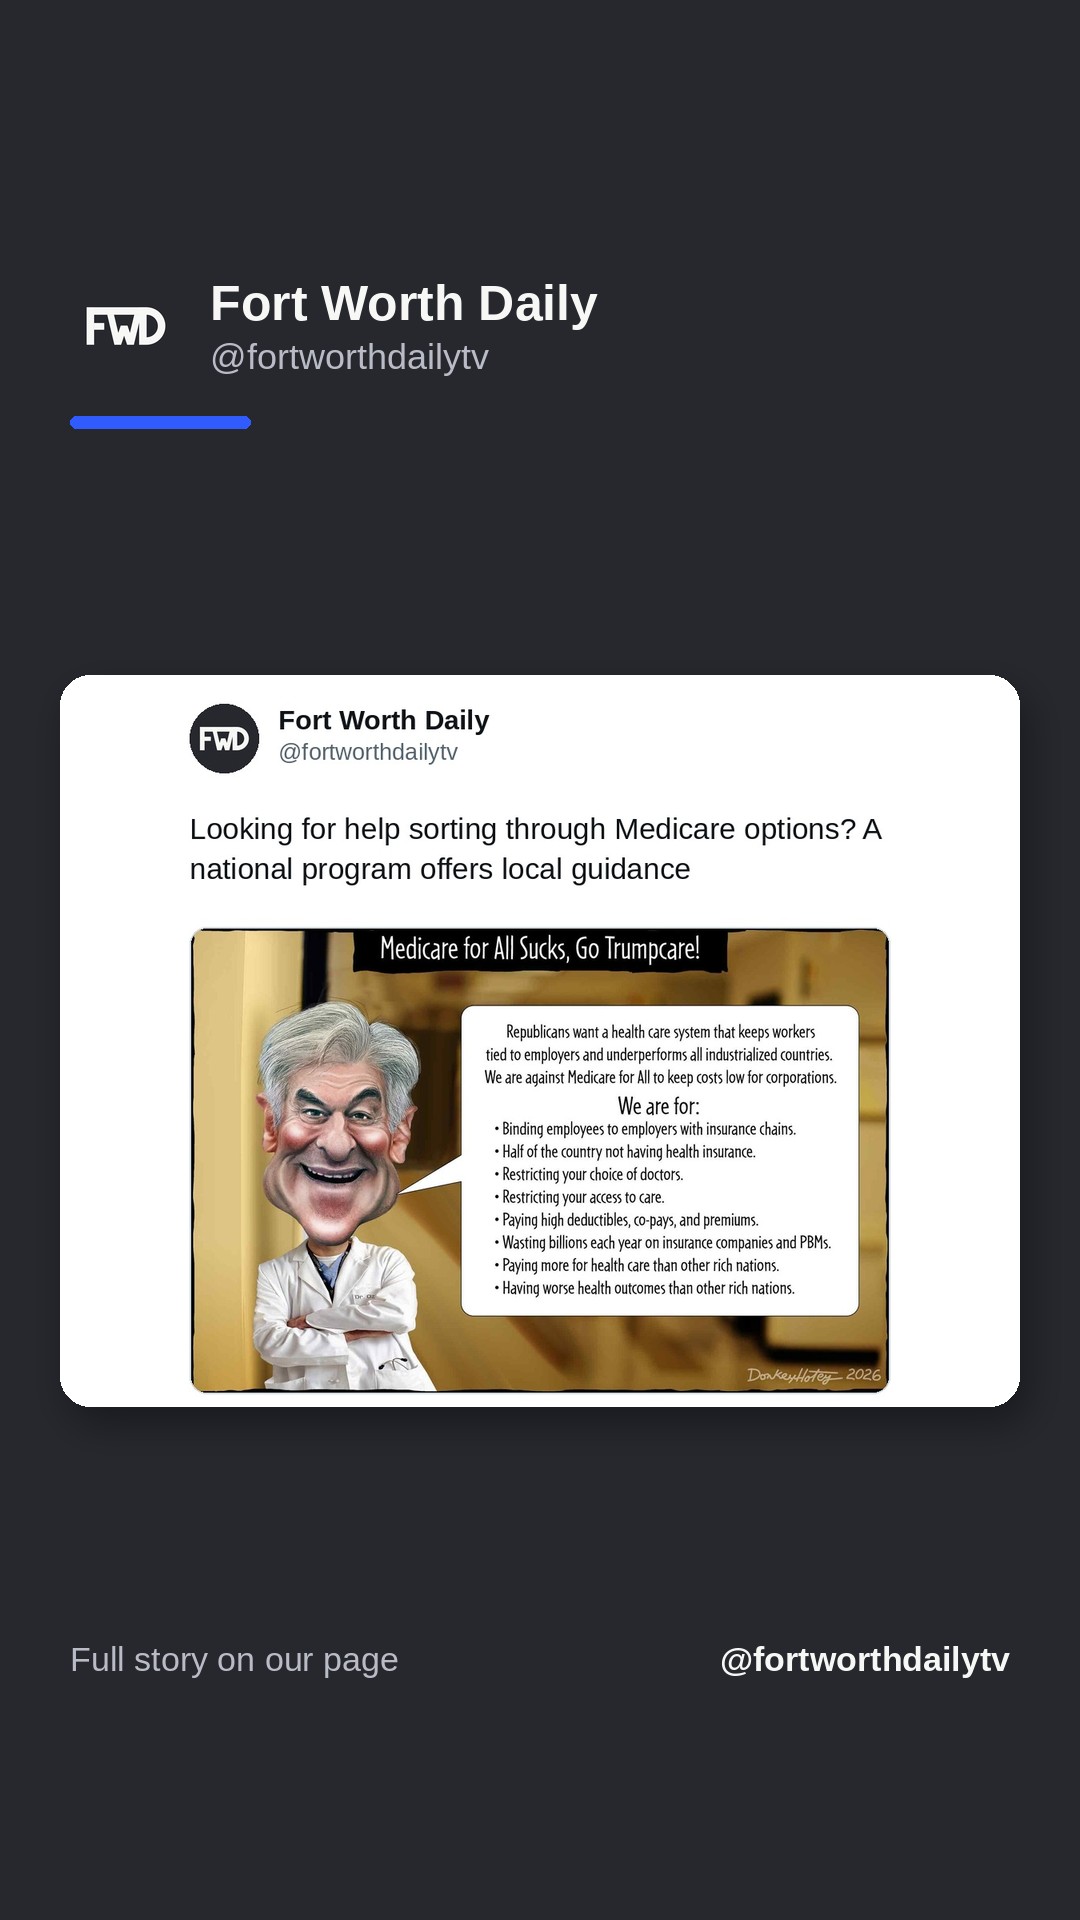 FWD
Fort Worth Daily
@fortworthdailytv
FWD
Fort Worth Daily
@fortworthdailytv
Looking for help sorting through Medicare options? A
national program offers local guidance
Medicare for All Sucks, Go Trumpcare!
Republicans want a health care system that keeps workers
tied to employers and underperforms all industrialized countries.
We are against Medicare for All to keep costs low for corporations.
We are for:
• Binding employees to employers with insurance chains.
• Half of the country not having health insurance.
• Restricting your choice of doctors.
• Restricting your access to care.
• Paying high deductibles, co-pays, and premiums.
• Wasting billions each year on insurance companies and PBMs.
• Paying more for health care than other rich nations.
• Having worse health outcomes than other rich nations.
DonkeyHotey 2026
Full story on our page
@fortworthdailytv